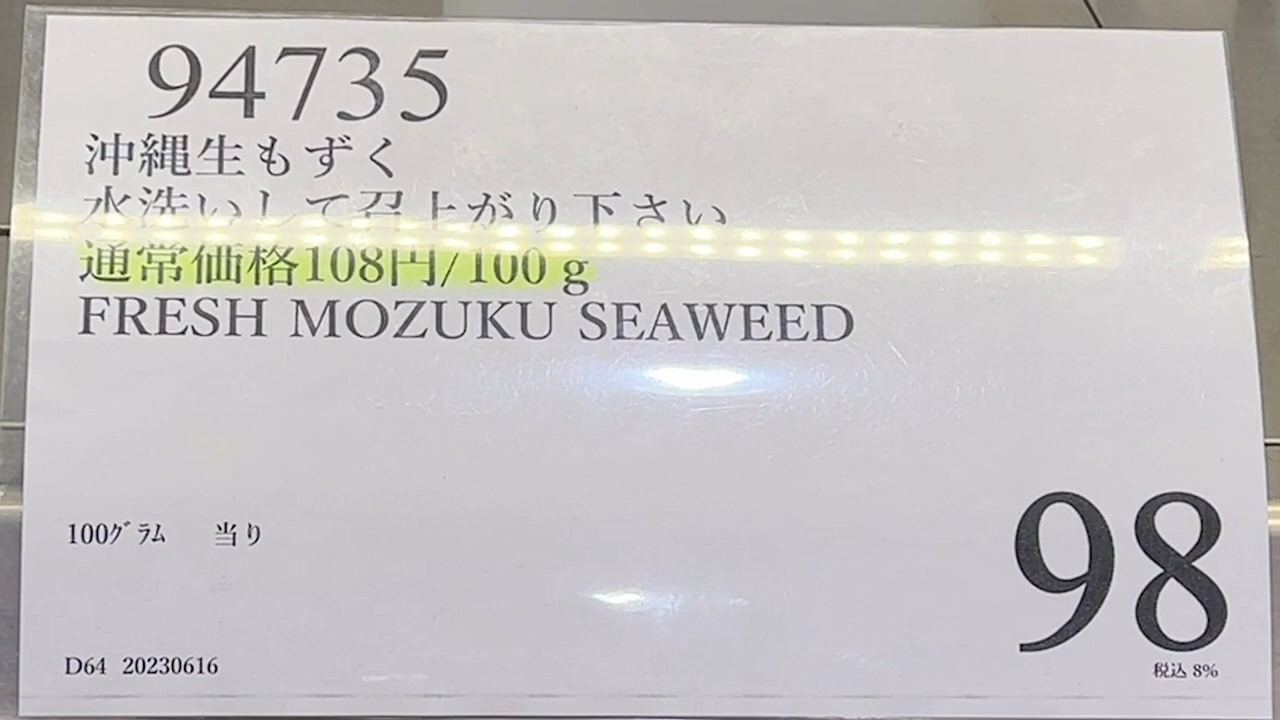 94735
沖縄生もずく
水洗いして召上がり下さい
通常価格108円/100g
FRESH MOZUKU SEAWEED
100グラム 当り
98
税込 8%
D64 20230616